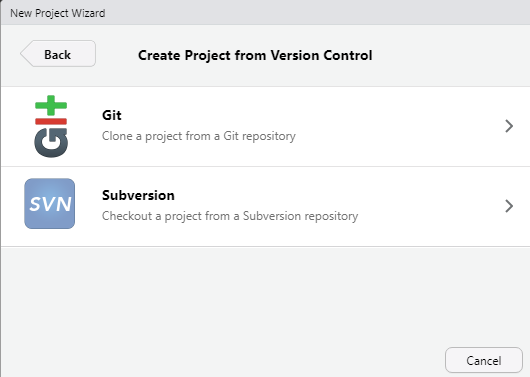 New Project Wizard
Back
Create Project from Version Control
git
Git
Clone a project from a Git repository
SVN
Subversion
Checkout a project from a Subversion repository
Cancel